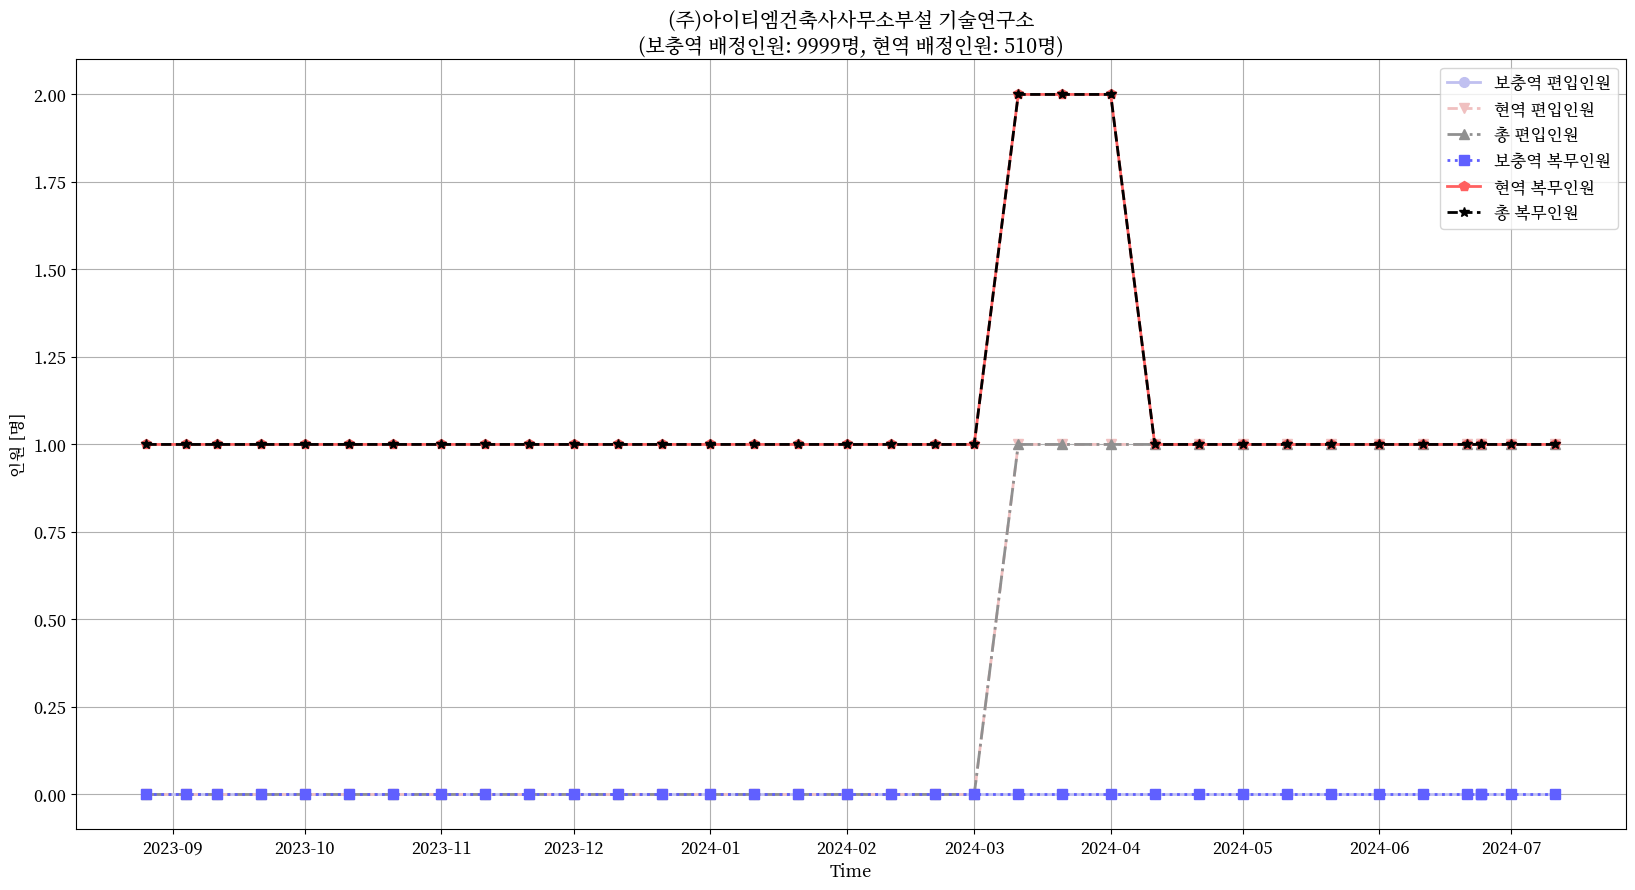 (주)아이티엠건축사사무소부설 기술연구소
(보충역 배정인원: 9999명, 현역 배정인원: 510명)
보충역 편입인원
현역 편입인원
총 편입인원
보충역 복무인원
현역 복무인원
총 복무인원
인원 [명]
2.00
1.75
1.50
1.25
1.00
0.75
0.50
0.25
0.00
2023-09
2023-10
2023-11
2023-12
2024-01
2024-02
2024-03
2024-04
2024-05
2024-06
2024-07
Time